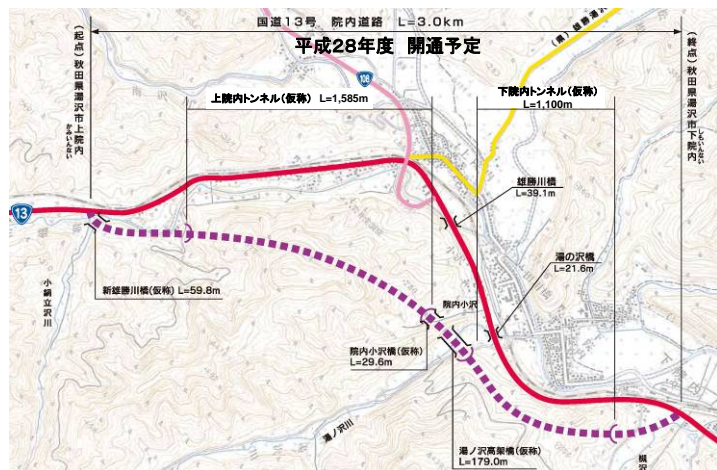 国道13号 院内道路 L=3.0km
平成28年度 開通予定
(起点)秋田県湯沢市上院内
かみいんない
(終点)秋田県湯沢市下院内
しもいんない
(県)雄勝湯沢
108
上院内トンネル(仮称) L=1,585m
下院内トンネル(仮称)
L=1,100m
雄勝川橋
L=39.1m
13
湯の沢橋
L=21.6m
新雄勝川橋(仮称) L=59.8m
小鍋立沢川
院内小沢
院内小沢橋(仮称)
L=29.6m
湯ノ沢川
湯ノ沢高架橋(仮称)
L=179.0m